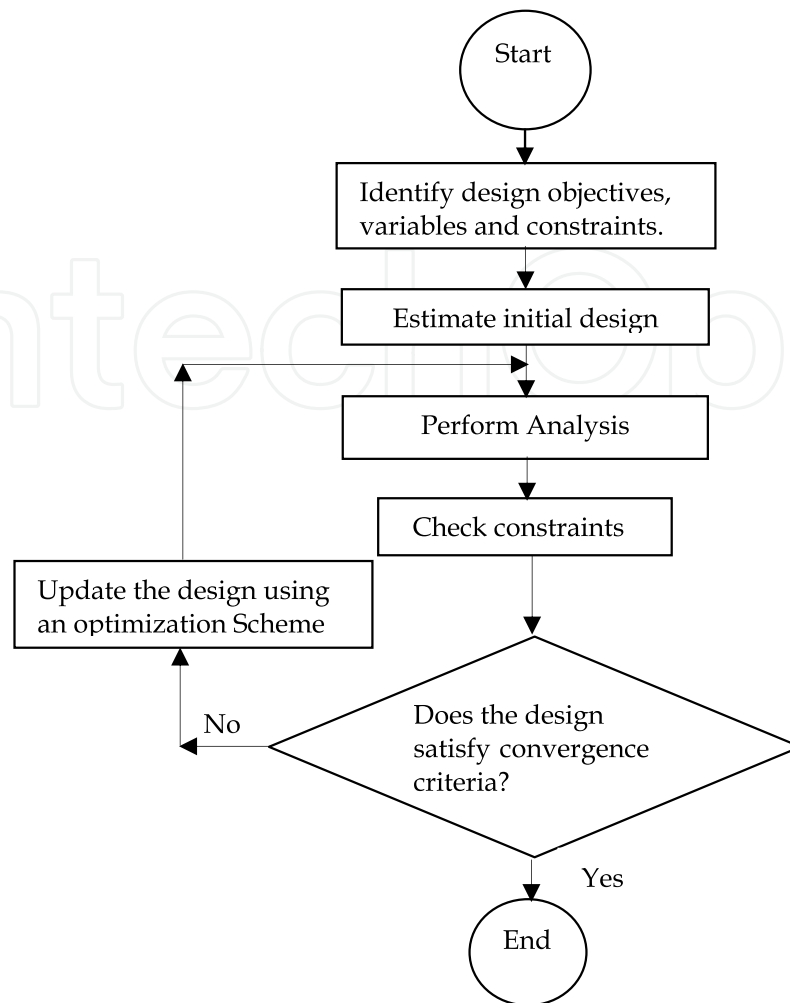 Start
Identify design objectives,
variables and constraints.
Estimate initial design
Perform Analysis
Check constraints
Update the design using
an optimization Scheme
No
Does the design
satisfy convergence
criteria?
Yes
End